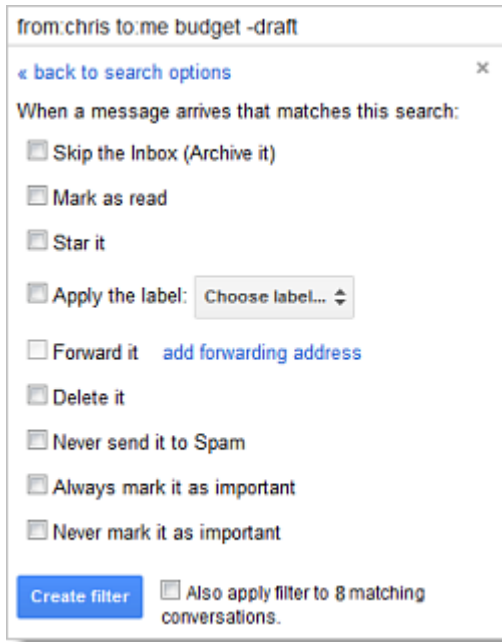 from:chris to:me budget -draft
« back to search options
×
When a message arrives that matches this search:
Skip the Inbox (Archive it)
Mark as read
Star it
Apply the label: Choose label...
Forward it add forwarding address
Delete it
Never send it to Spam
Always mark it as important
Never mark it as important
Create filter
Also apply filter to 8 matching
conversations.